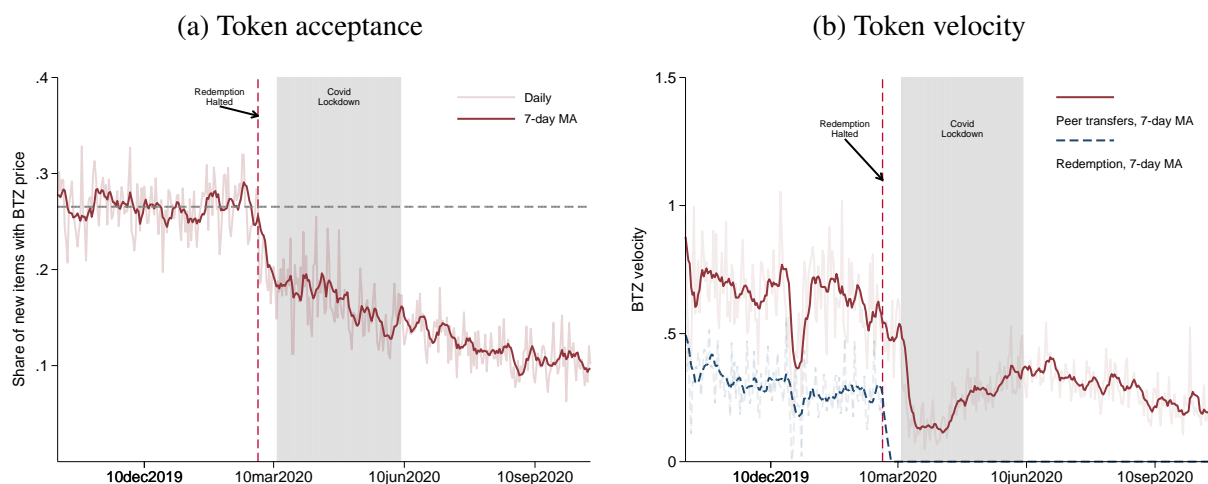 (a) Token acceptance
.4
.3
.2
.1
Share of new items with BTZ price
Redemption
Halted
Covid
Lockdown
Daily
7-day MA
10dec2019
10mar2020
10jun2020
10sep2020
(b) Token velocity
1.5
1
.5
0
BTZ velocity
Redemption
Halted
Covid
Lockdown
Peer transfers, 7-day MA
Redemption, 7-day MA
10dec2019
10mar2020
10jun2020
10sep2020